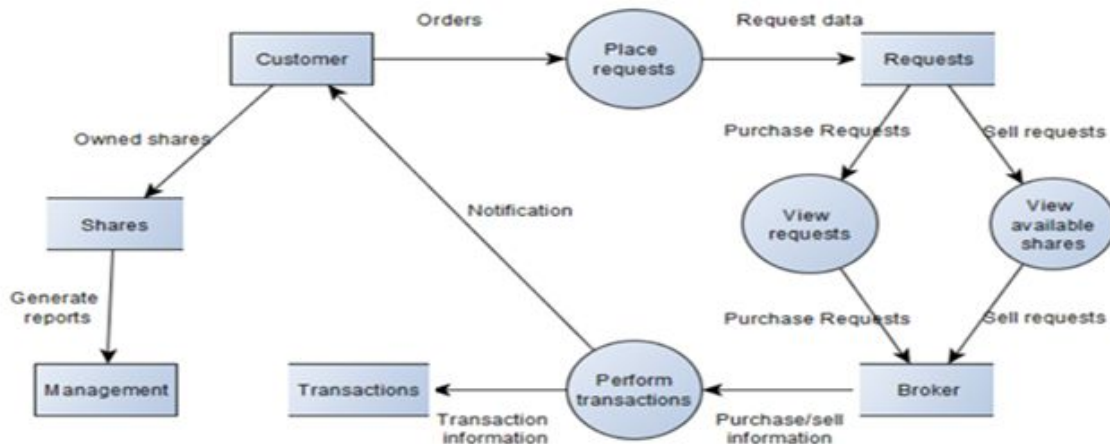 Orders
Request data
Customer
Place
requests
Requests
Owned shares
Purchase Requests
Sell requests
Shares
Notification
View
requests
View
available
shares
Generate
reports
Purchase Requests
Sell requests
Management
Transactions
Perform
transactions
Broker
Transaction
information
Purchase/sell
information